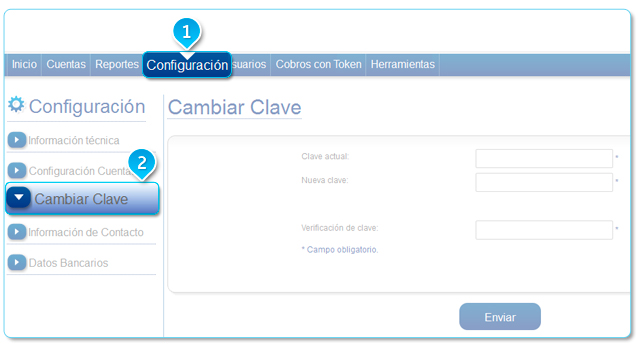 1
Inicio Cuentas Reportes Configuración suarios Cobros con Token Herramientas
Configuración
Información técnica
Configuración Cuenta
2
Cambiar Clave
Información de Contacto
Datos Bancarios
Cambiar Clave
Clave actual: *
Nueva clave: *
Verificación de clave: *
* Campo obligatorio.
Enviar